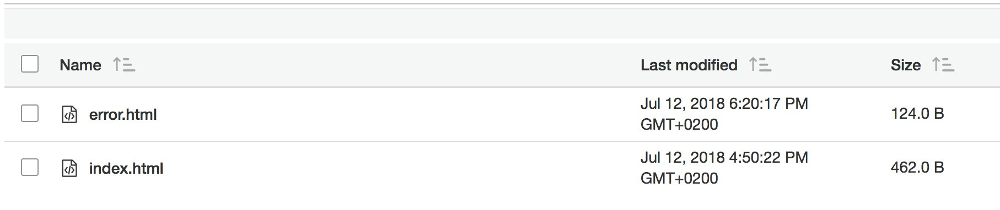 Name Last modified Size
error.html Jul 12, 2018 6:20:17 PM GMT+0200 124.0 B
index.html Jul 12, 2018 4:50:22 PM GMT+0200 462.0 B